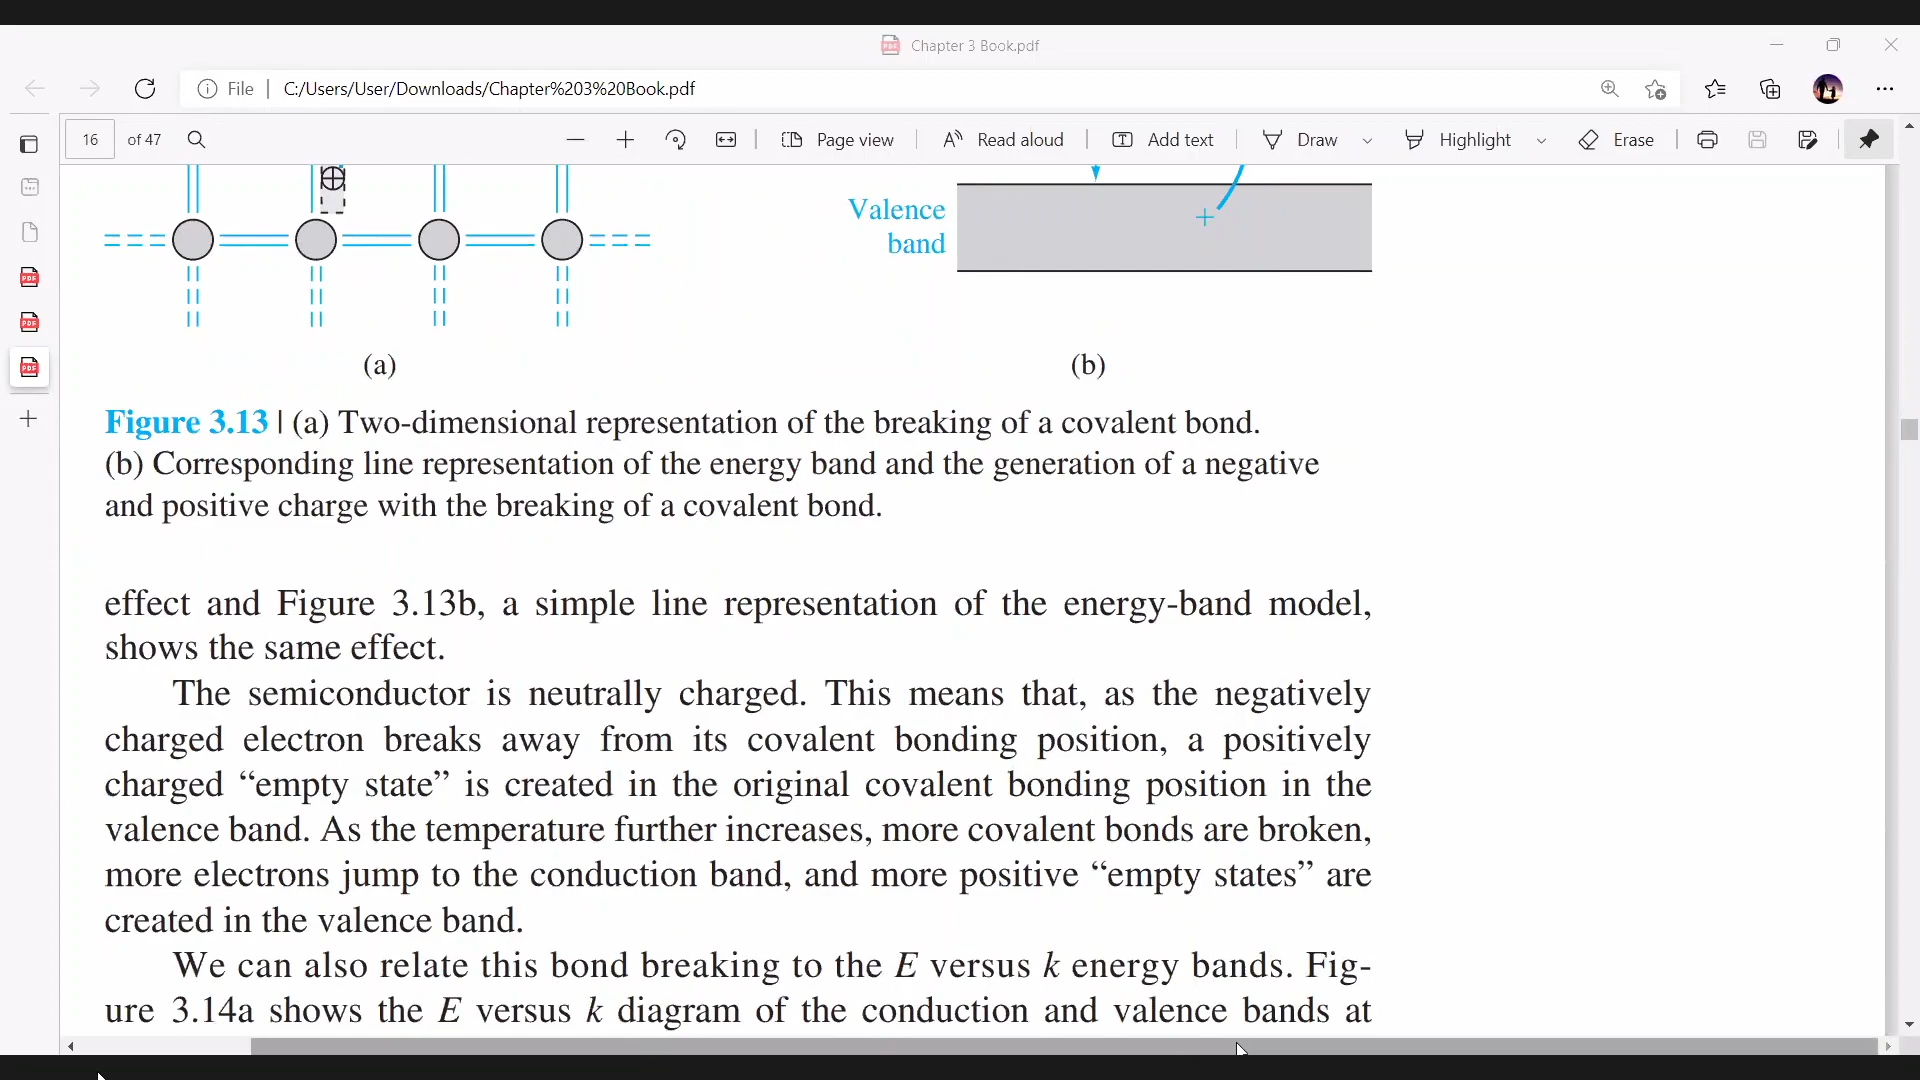 Chapter 3 Book.pdf
File | C:/Users/User/Downloads/Chapter%203%20Book.pdf
16 of 47 Page view Read aloud Add text Draw Highlight Erase
Valence
band
(a) (b)
Figure 3.13 | (a) Two-dimensional representation of the breaking of a covalent bond.
(b) Corresponding line representation of the energy band and the generation of a negative
and positive charge with the breaking of a covalent bond.
effect and Figure 3.13b, a simple line representation of the energy-band model,
shows the same effect.
The semiconductor is neutrally charged. This means that, as the negatively
charged electron breaks away from its covalent bonding position, a positively
charged “empty state” is created in the original covalent bonding position in the
valence band. As the temperature further increases, more covalent bonds are broken,
more electrons jump to the conduction band, and more positive “empty states” are
created in the valence band.
We can also relate this bond breaking to the E versus k energy bands. Fig-
ure 3.14a shows the E versus k diagram of the conduction and valence bands at